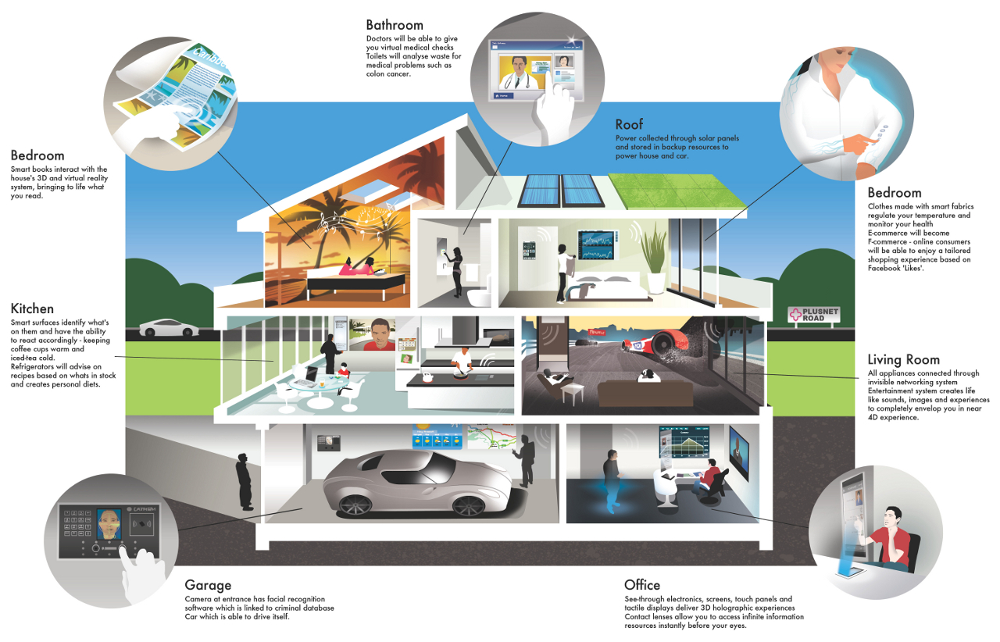 Bathroom
Doctors will be able to give
you virtual medical checks
Toilets will analyse waste for
medical problems such as
colon cancer.
Caribbe
Home
Roof
Power collected through solar panels
and stored in backup resources to
power house and car.
Bedroom
Smart books interact with the
house's 3D and virtual reality
system, bringing to life what
you read.
Bedroom
Clothes made with smart fabrics
regulate your temperature and
monitor your health
E-commerce will become
F-commerce - online consumers
will be able to enjoy a tailored
shopping experience based on
Facebook 'Likes'.
Kitchen
Smart surfaces identify what's
on them and have the ability
to react accordingly - keeping
coffee cups warm and
iced-tea cold.
Refrigerators will advise on
recipes based on whats in stock
and creates personal diets.
PLUSNET
ROAD
10
Living Room
All appliances connected through
invisible networking system
Entertainment system creates life
like sounds, images and experiences
to completely envelop you in near
4D experience.
Garage
Camera at entrance has facial recognition
software which is linked to criminal database
Car which is able to drive itself.
Office
See-through electronics, screens, touch panels and
tactile displays deliver 3D holographic experiences
Contact lenses allow you to access infinite information
resources instantly before your eyes.